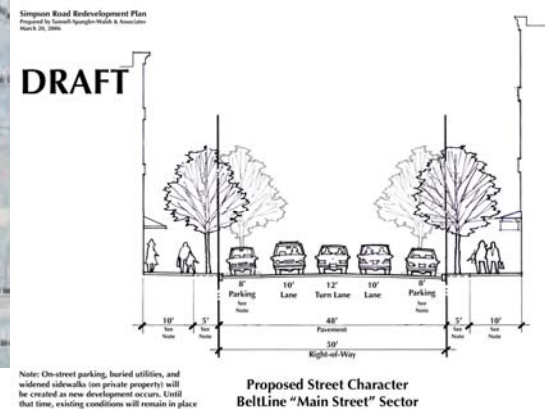 Simpson Road Redevelopment Plan
Prepared by Sunnell-Spangler-Walsh & Associates
March 20, 2006
DRAFT
8' 10' 12' 10' 8'
Parking Lane Turn Lane Lane Parking
See See
Note Note
10' 5' 48' 5' 10'
See See Pavement See See
Note Note Note Note
50'
Right-of-Way
Note: On-street parking, buried utilities, and
widened sidewalks (on private property) will
be created as new development occurs. Until
that time, existing conditions will remain in place
Proposed Street Character
BeltLine "Main Street" Sector